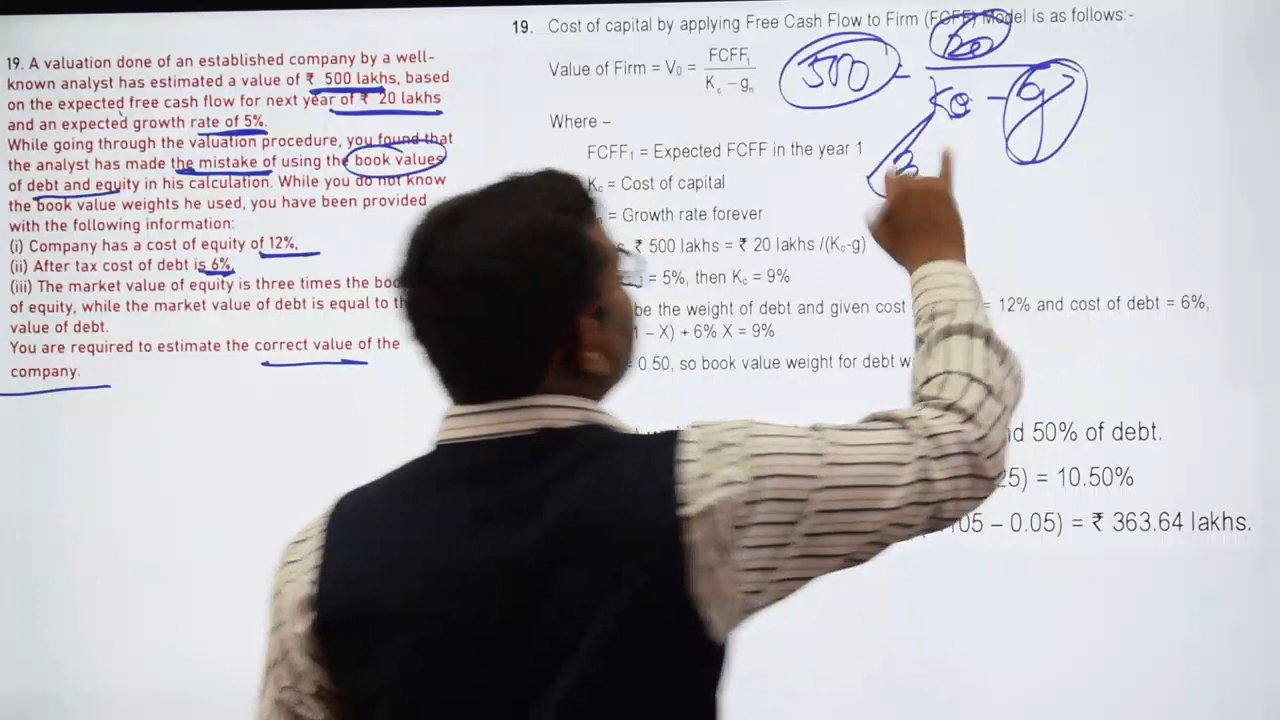 19. A valuation done of an established company by a well-
known analyst has estimated a value of ₹ 500 lakhs, based
on the expected free cash flow for next year of ₹ 20 lakhs
and an expected growth rate of 5%.
While going through the valuation procedure, you found that
the analyst has made the mistake of using the book values
of debt and equity in his calculation. While you do not know
the book value weights he used, you have been provided
with the following information:
(i) Company has a cost of equity of 12%,
(ii) After tax cost of debt is 6%,
(iii) The market value of equity is three times the
of equity, while the market value of debt is equal to
value of debt.
You are required to estimate the correct value of the
company.
19. Cost of capital by applying Free Cash Flow to Firm (FCFF) Model is as follows:-
Value of Firm = V₀ = FCFF₁ / K꜀ – gₙ
Where –
FCFF₁ = Expected FCFF in the year 1
K꜀ = Cost of capital
= Growth rate forever
₹ 500 lakhs = ₹ 20 lakhs /(K꜀-g)
= 5%, then K꜀ = 9%
be the weight of debt and given cost = 12% and cost of debt = 6%,
– X) + 6% X = 9%
0.50, so book value weight for debt
50% of debt.
= 10.50%
– 0.05) = ₹ 363.64 lakhs.
500 = 20